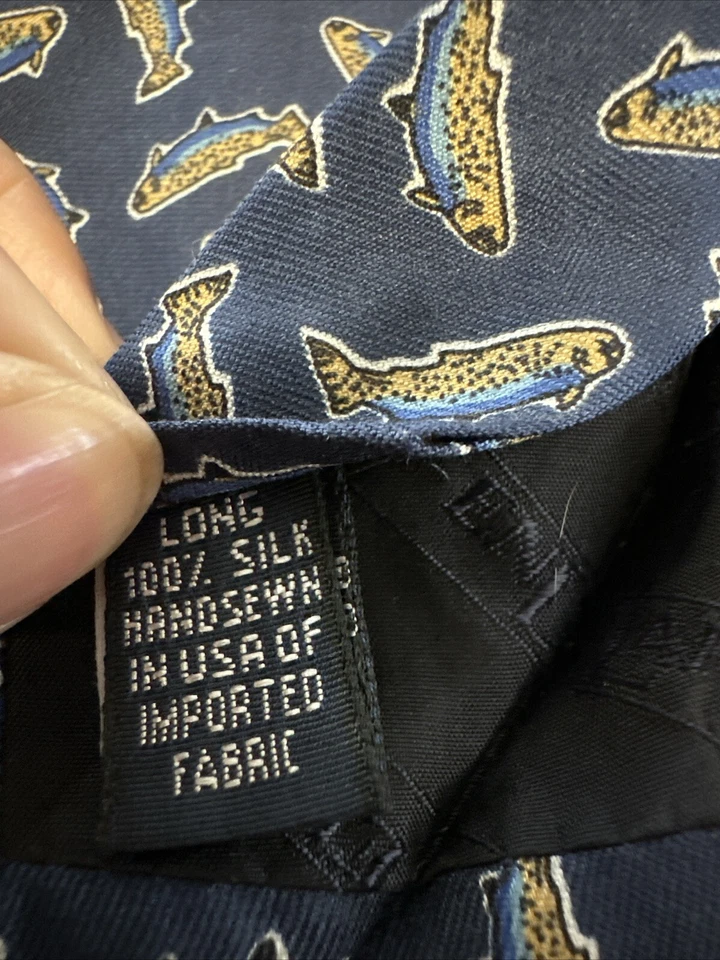 LONG
100% SILK
HANDSEWN
IN USA OF
IMPORTED
FABRIC